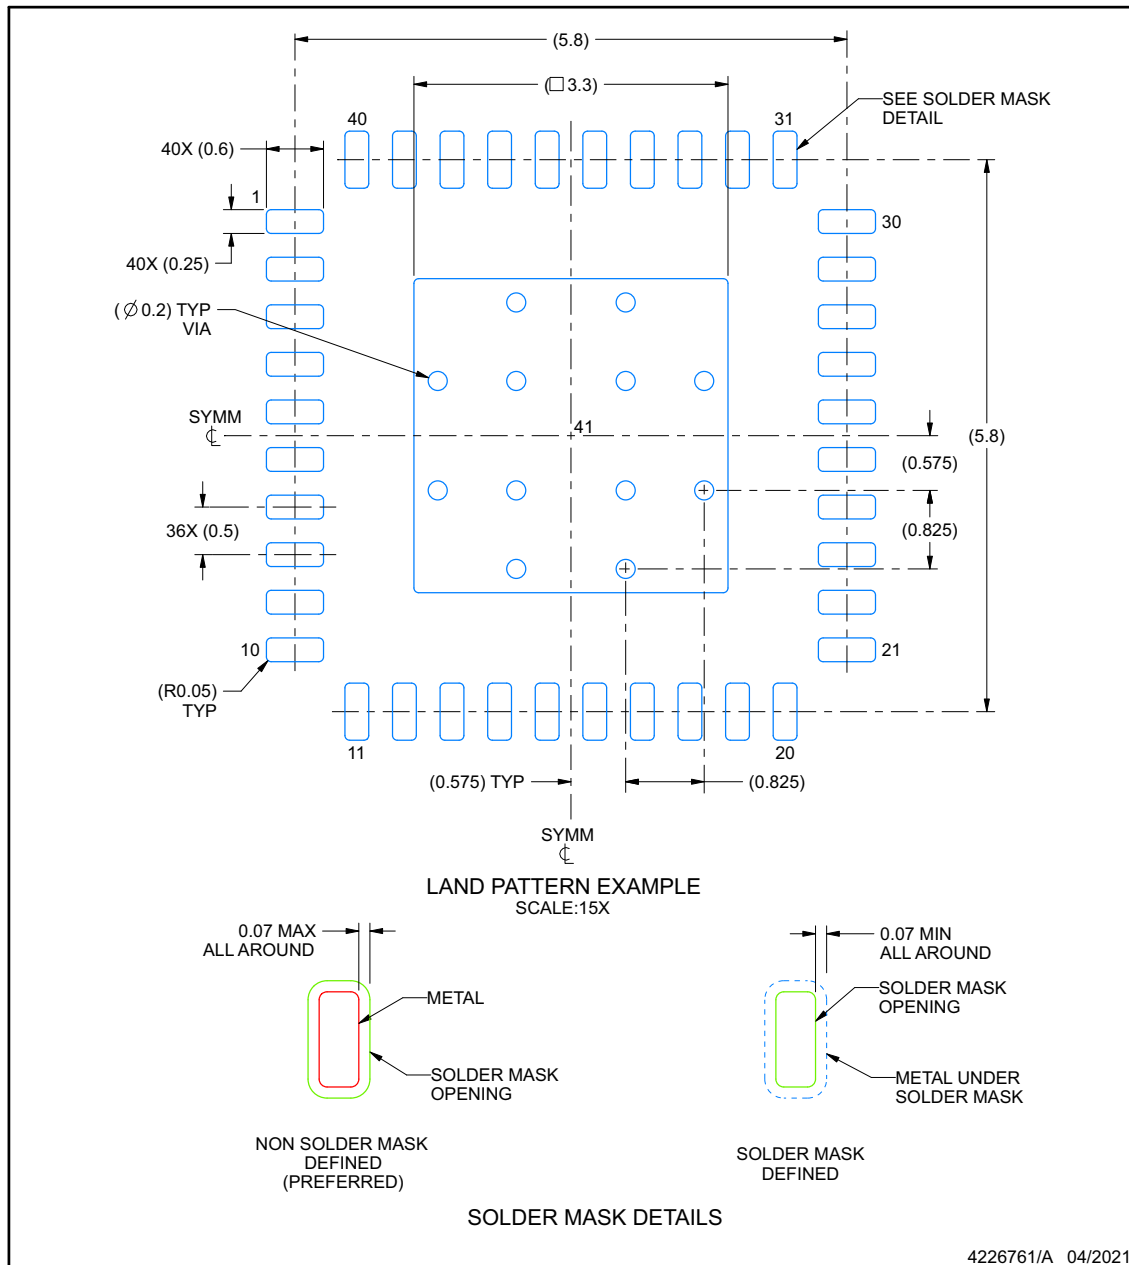 (5.8)
(□ 3.3)
SEE SOLDER MASK
DETAIL
40
31
40X (0.6)
1
30
40X (0.25)
(∅ 0.2) TYP
VIA
SYMM
℄
41
(5.8)
(0.575)
36X (0.5)
(0.825)
10
21
(R0.05)
TYP
11
20
(0.575) TYP
(0.825)
SYMM
℄
LAND PATTERN EXAMPLE
SCALE:15X
0.07 MAX
ALL AROUND
0.07 MIN
ALL AROUND
METAL
SOLDER MASK
OPENING
SOLDER MASK
OPENING
METAL UNDER
SOLDER MASK
NON SOLDER MASK
DEFINED
(PREFERRED)
SOLDER MASK
DEFINED
SOLDER MASK DETAILS
4226761/A 04/2021